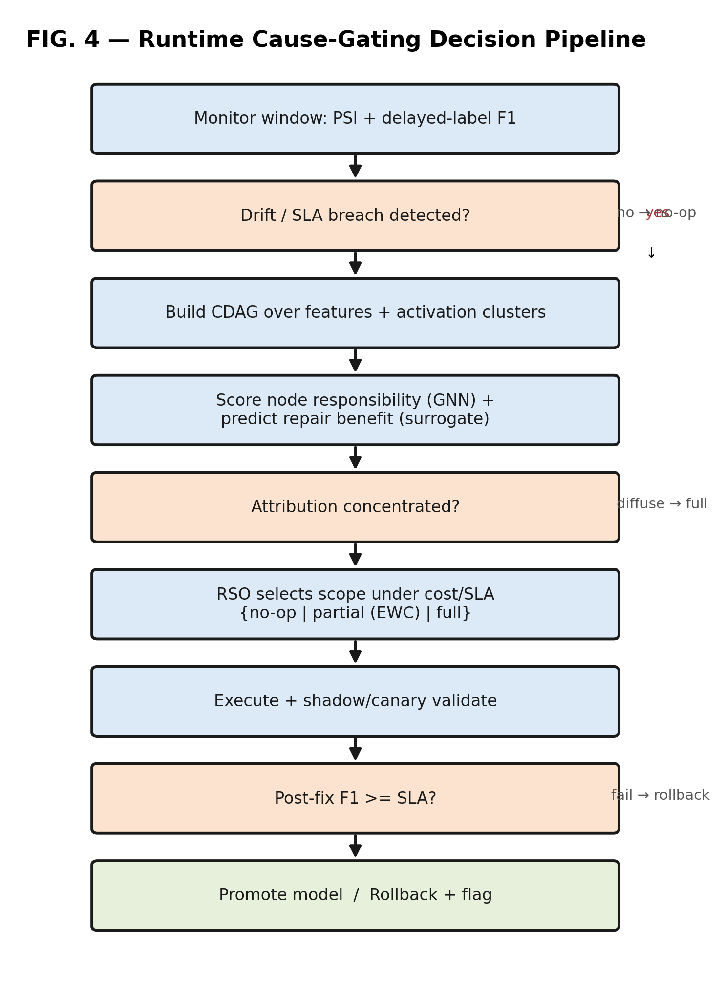 FIG. 4 — Runtime Cause-Gating Decision Pipeline
Monitor window: PSI + delayed-label F1
Drift / SLA breach detected?
no → no-op
yes
↓
Build CDAG over features + activation clusters
Score node responsibility (GNN) +
predict repair benefit (surrogate)
Attribution concentrated?
diffuse → full
RSO selects scope under cost/SLA
{no-op | partial (EWC) | full}
Execute + shadow/canary validate
Post-fix F1 >= SLA?
fail → rollback
Promote model  /  Rollback + flag